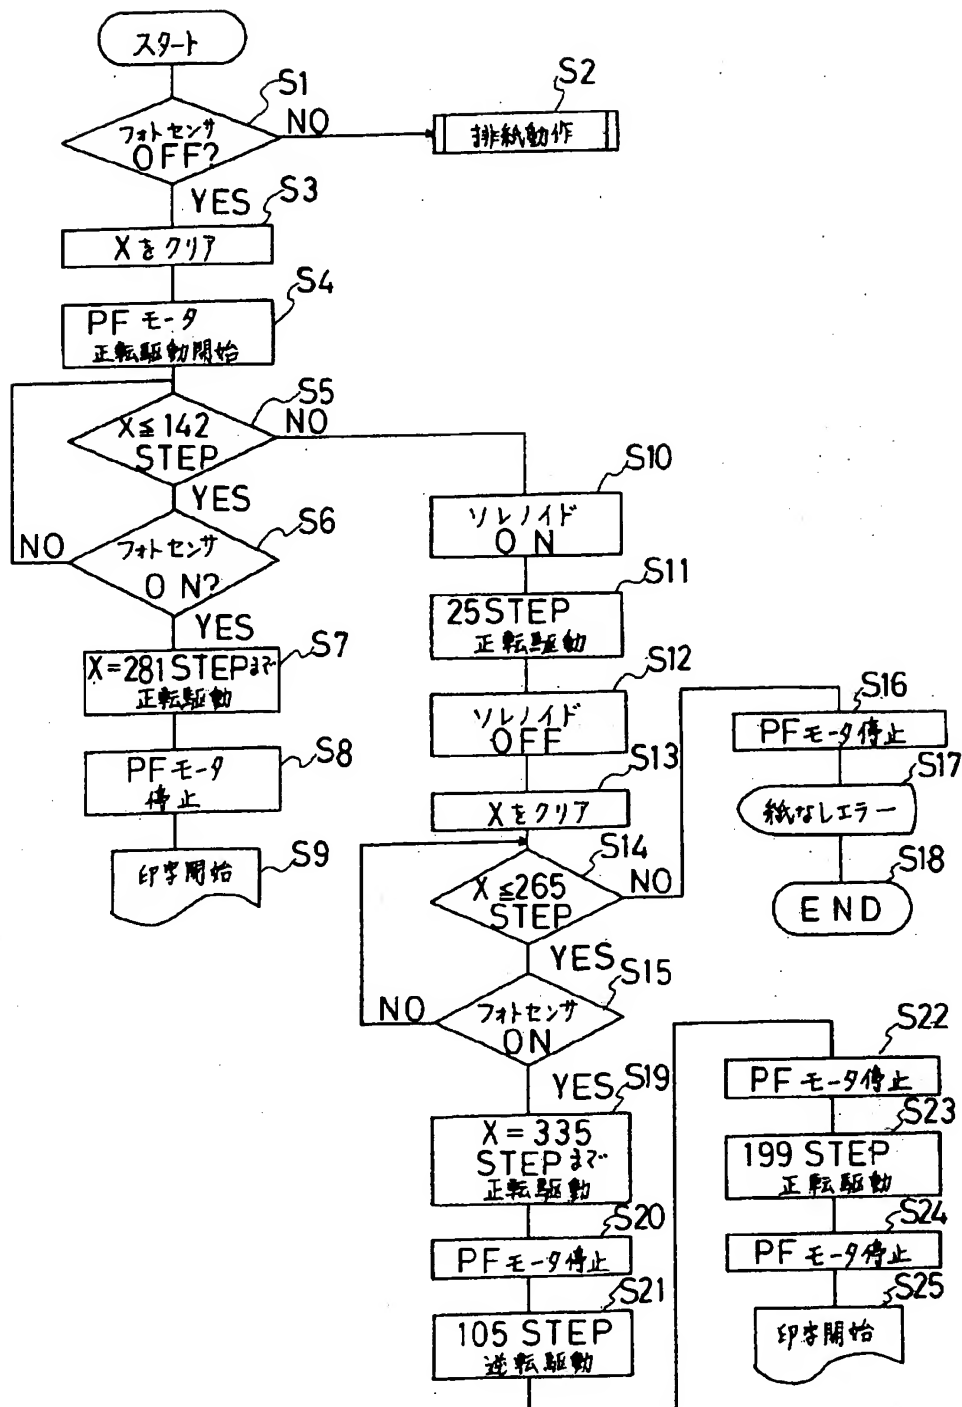 スタート
S1
フォトセンサ
OFF?
NO
S2
排紙動作
YES
S3
Xをクリア
S4
PFモータ
正転駆動開始
S5
X≦142
STEP
NO
YES
S6
フォトセンサ
ON?
NO
YES
S7
X=281STEPまで
正転駆動
S8
PFモータ
停止
S9
印字開始
S10
ソレノイド
ON
S11
25STEP
正転駆動
S12
ソレノイド
OFF
S13
Xをクリア
S14
X≦265
STEP
NO
YES
S15
フォトセンサ
ON
NO
YES
S16
PFモータ停止
S17
紙なしエラー
S18
END
S19
X=335
STEPまで
正転駆動
S20
PFモータ停止
S21
105 STEP
逆転駆動
S22
PFモータ停止
S23
199 STEP
正転駆動
S24
PFモータ停止
S25
印字開始